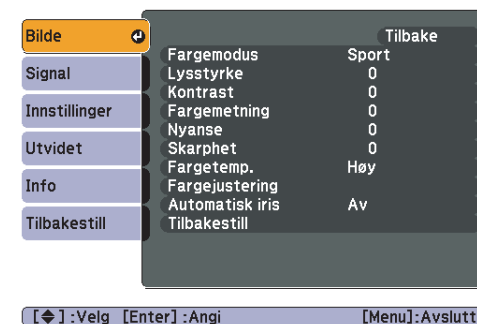 Bilde
Signal
Innstillinger
Utvidet
Info
Tilbakestill
Tilbake
Fargemodus Sport
Lysstyrke 0
Kontrast 0
Fargemetning 0
Nyanse 0
Skarphet 0
Fargetemp. Høy
Fargejustering
Automatisk iris Av
Tilbakestill
[◆] :Velg [Enter] :Angi [Menu]:Avslutt